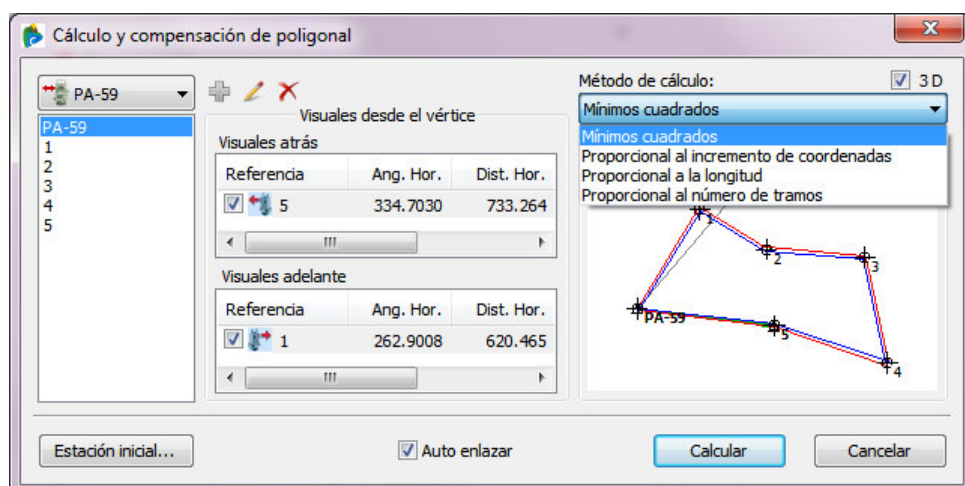 Cálculo y compensación de poligonal
PA-59
PA-59
1
2
3
4
5
Visuales desde el vértice
Visuales atrás
Referencia Ang. Hor. Dist. Hor.
5 334.7030 733.264
Visuales adelante
Referencia Ang. Hor. Dist. Hor.
1 262.9008 620.465
Método de cálculo: 3 D
Mínimos cuadrados
Mínimos cuadrados
Proporcional al incremento de coordenadas
Proporcional a la longitud
Proporcional al número de tramos
1
2
3
PA-59
5
4
Estación inicial...
Auto enlazar
Calcular
Cancelar